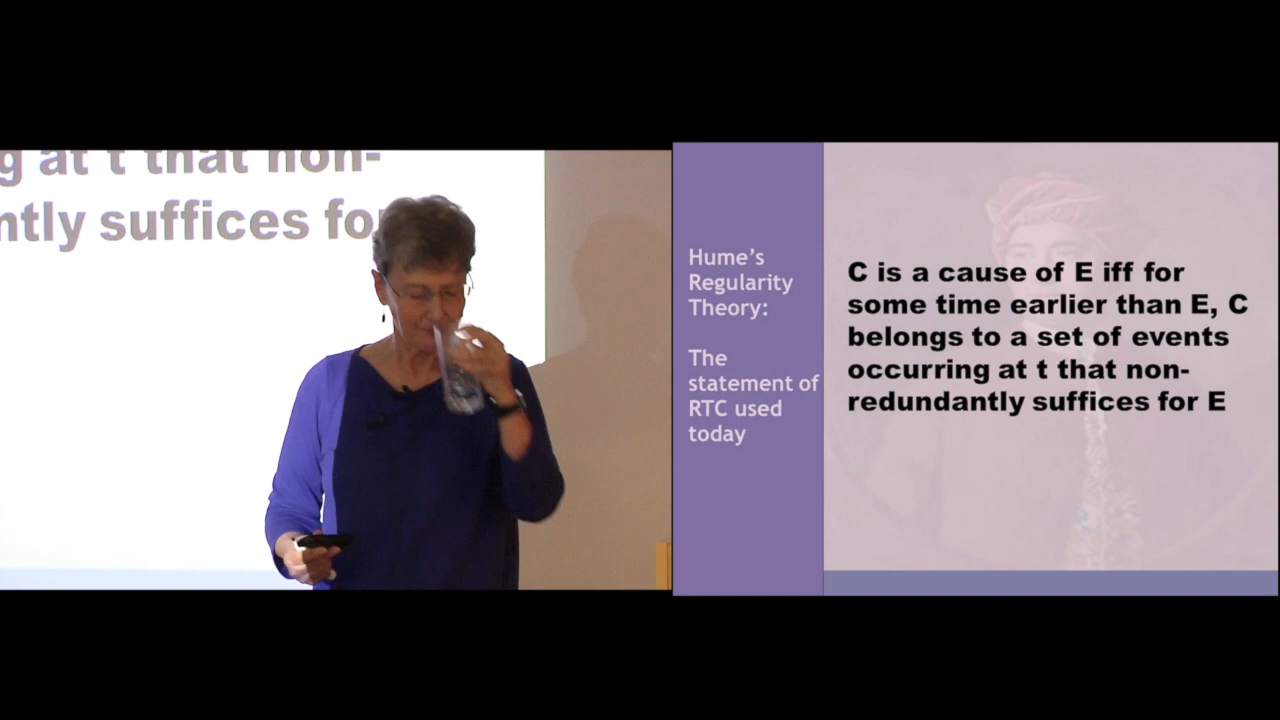 g at t that non-
ntly suffices for
Hume's
Regularity
Theory:
The
statement of
RTC used
today
C is a cause of E iff for
some time earlier than E, C
belongs to a set of events
occurring at t that non-
redundantly suffices for E